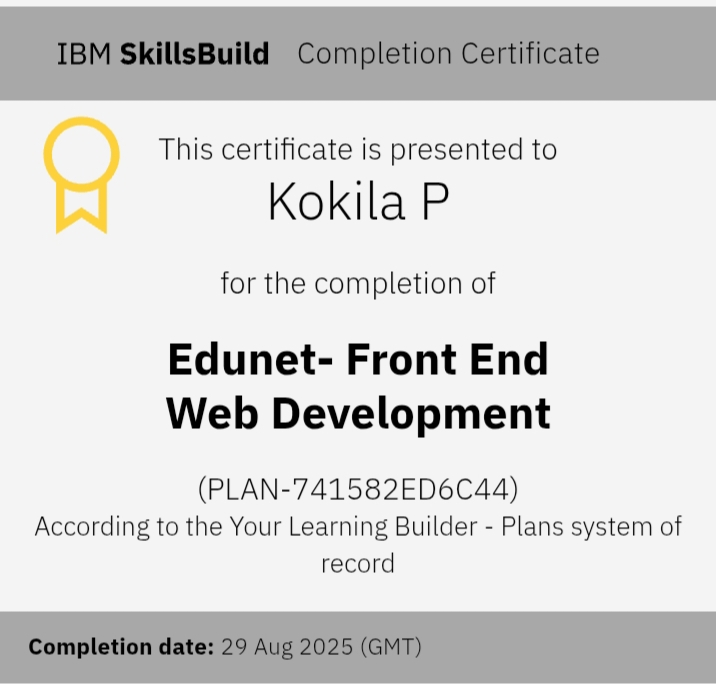 IBM SkillsBuild Completion Certificate
This certificate is presented to
Kokila P
for the completion of
Edunet- Front End
Web Development
(PLAN-741582ED6C44)
According to the Your Learning Builder - Plans system of
record
Completion date: 29 Aug 2025 (GMT)